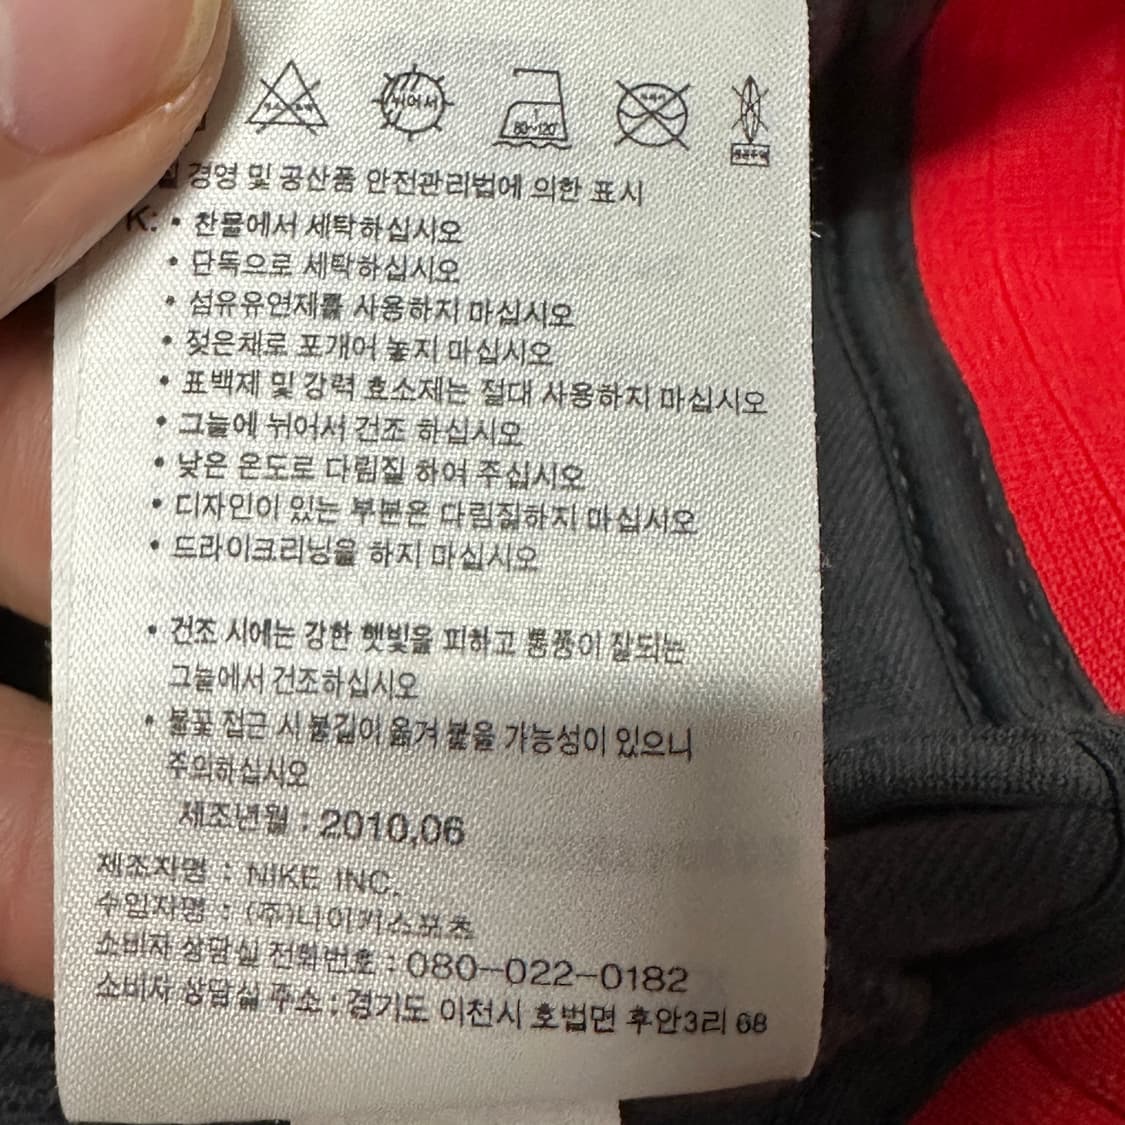 뉘어서
80~120°
경영 및 공산품 안전관리법에 의한 표시
K: • 찬물에서 세탁하십시오
• 단독으로 세탁하십시오
• 섬유유연제를 사용하지 마십시오
• 젖은채로 포개어 놓지 마십시오
• 표백제 및 강력 효소제는 절대 사용하지 마십시오
• 그늘에 뉘어서 건조 하십시오
• 낮은 온도로 다림질 하여 주십시오
• 디자인이 있는 부분은 다림질하지 마십시오
• 드라이크리닝을 하지 마십시오
• 건조 시에는 강한 햇빛을 피하고 통풍이 잘되는
그늘에서 건조하십시오
• 불꽃 접근 시 불길이 옮겨 붙을 가능성이 있으니
주의하십시오
제조년월 : 2010,06
제조자명 : NIKE INC.
수입자명 : (주)나이키스포츠
소비자 상담실 전화번호 : 080-022-0182
소비자 상담실 주소 : 경기도 이천시 호법면 후안3리 68